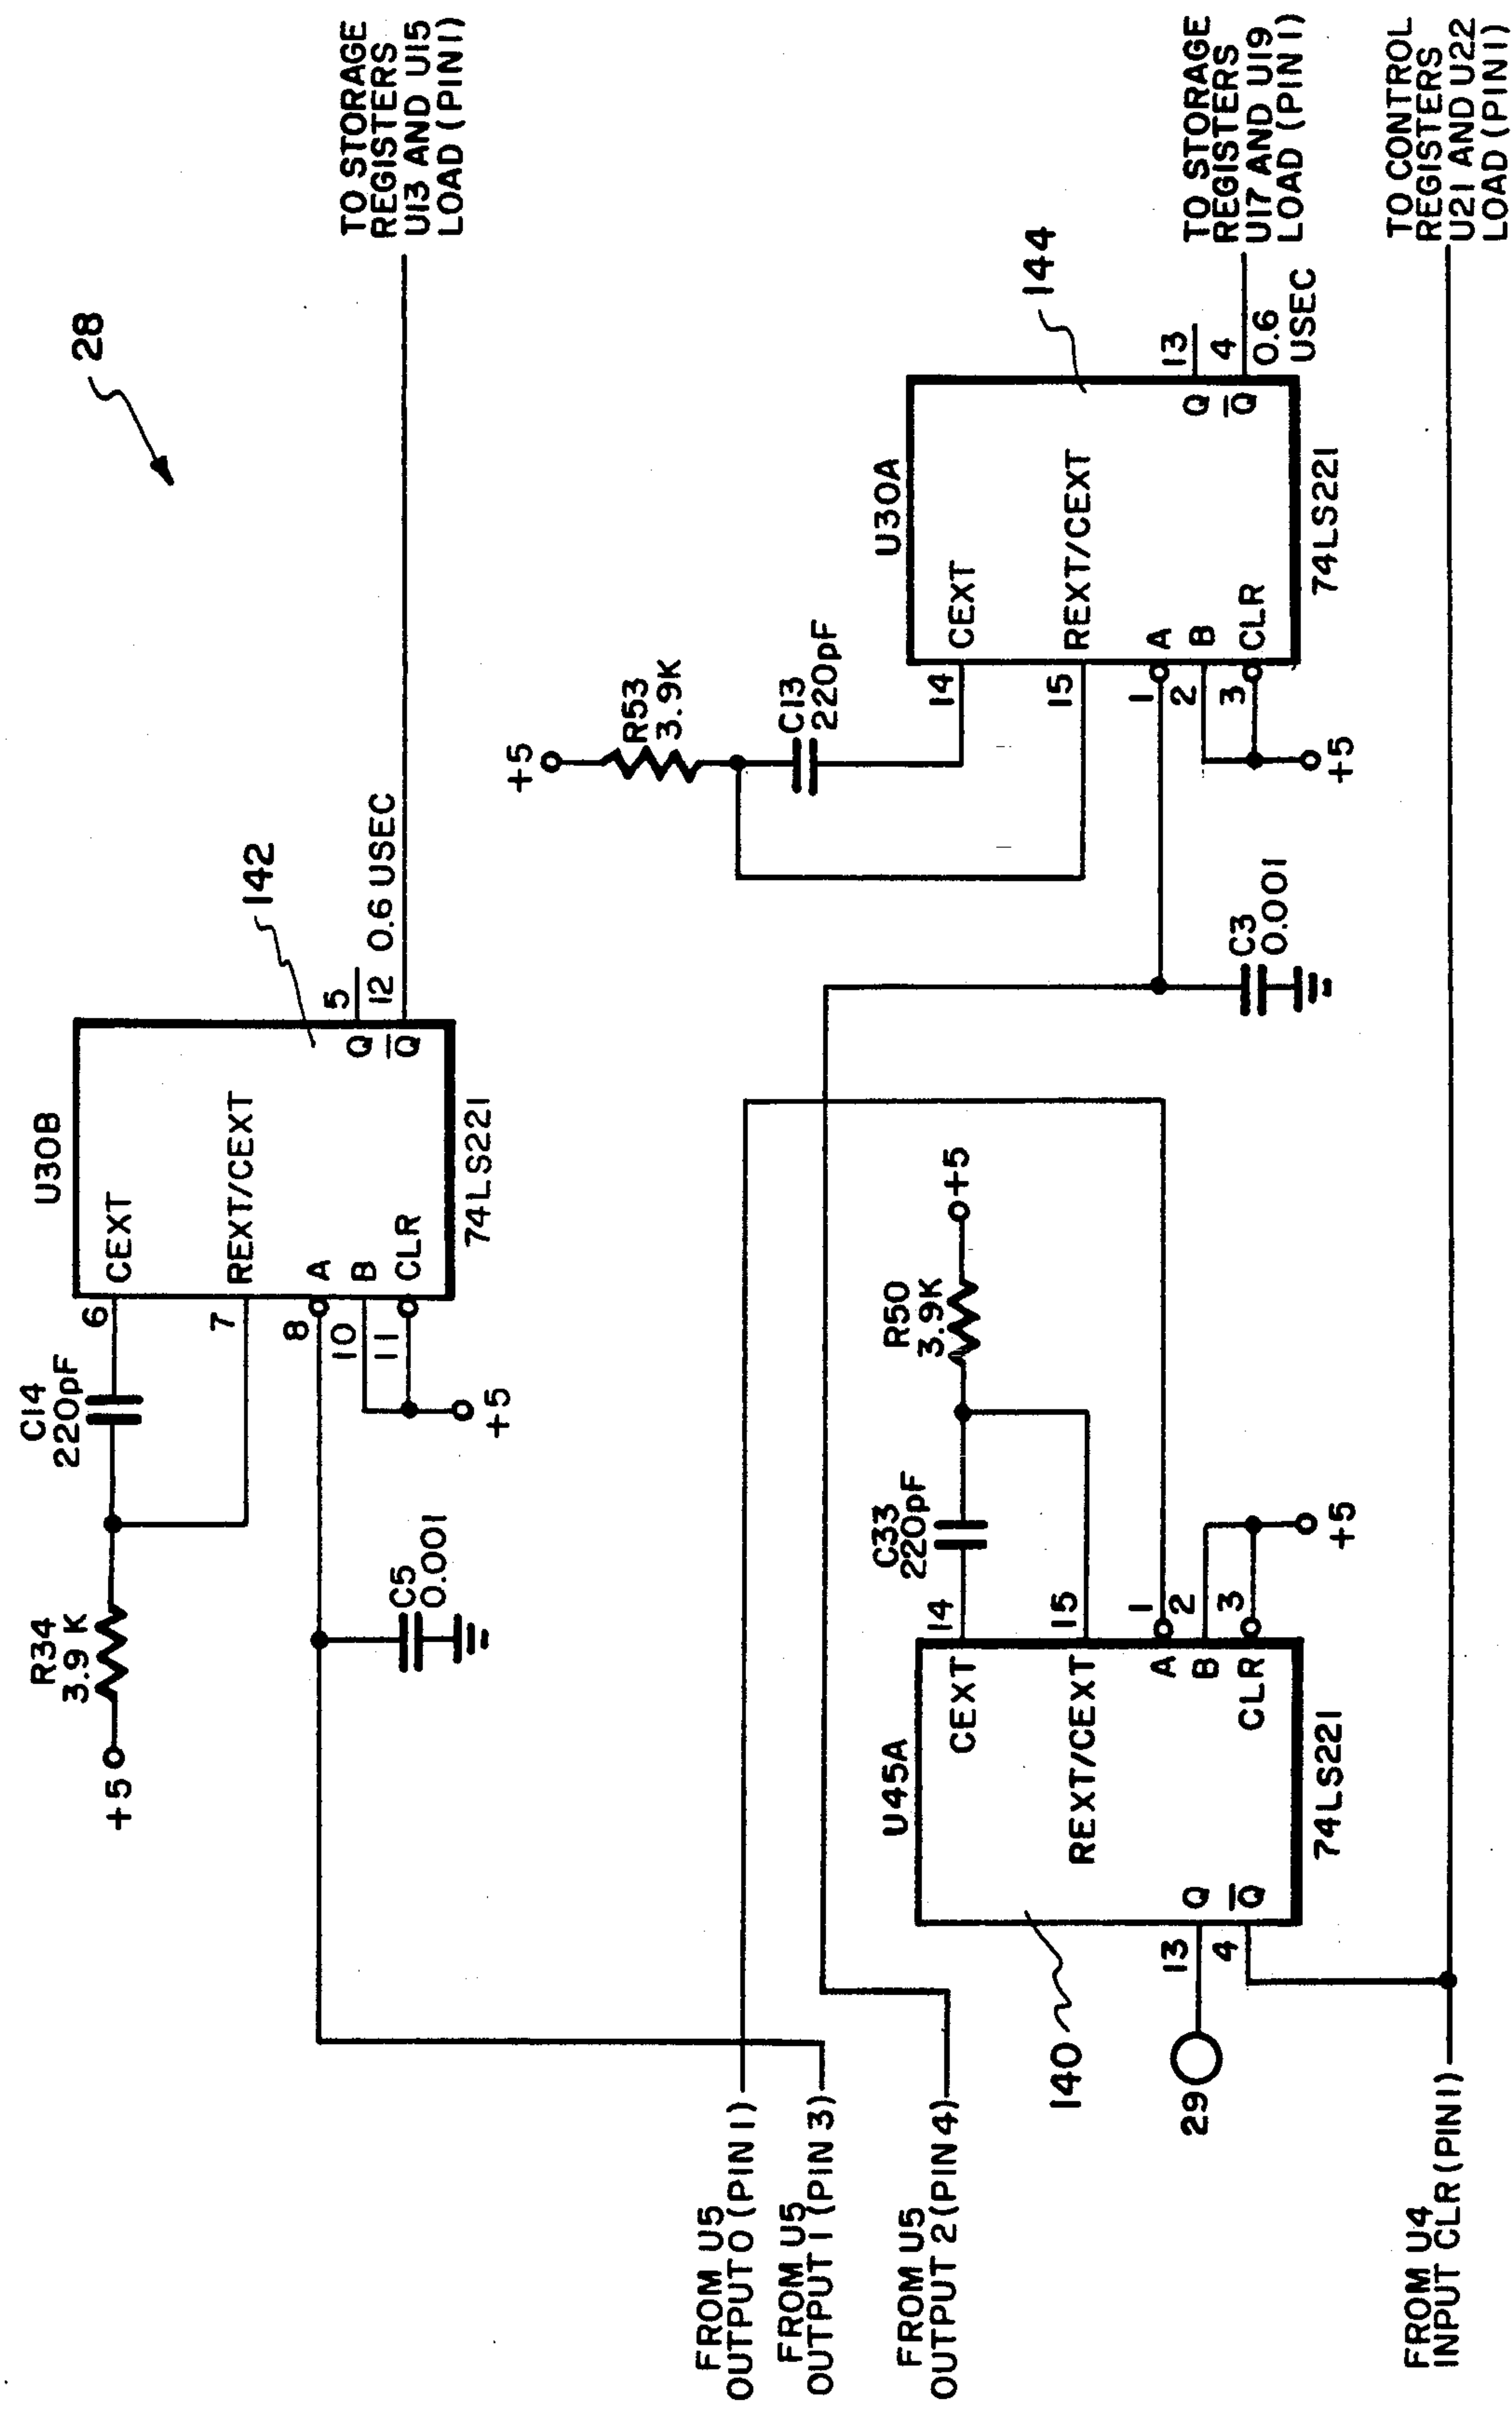 28
R34
3.9 K
+5
C14
220pF
C5
0.001
U30B
6
CEXT
7
REXT/CEXT
8
A
10
B
11
CLR
+5
74LS221
142
Q
5
Q
12
0.6 USEC
TO STORAGE
REGISTERS
U13 AND U15
LOAD (PIN 1)
FROM U5
OUTPUT 0 (PIN 1)
FROM U5
OUTPUT 1 (PIN 3)
FROM U5
OUTPUT 2 (PIN 4)
U45A
140
CEXT
14
REXT/CEXT
15
A
1
B
2
CLR
3
+5
Q
13
29
Q
4
74LS221
C33
220pF
R50
3.9K
+5
+5
R53
3.9K
C13
220pF
C3
0.001
U30A
14
CEXT
15
REXT/CEXT
1
A
2
B
3
CLR
+5
74LS221
144
Q
13
Q
4
0.6
USEC
TO STORAGE
REGISTERS
U17 AND U19
LOAD (PIN 1)
FROM U4
INPUT CLR (PIN 1)
TO CONTROL
REGISTERS
U21 AND U22
LOAD (PIN 1)